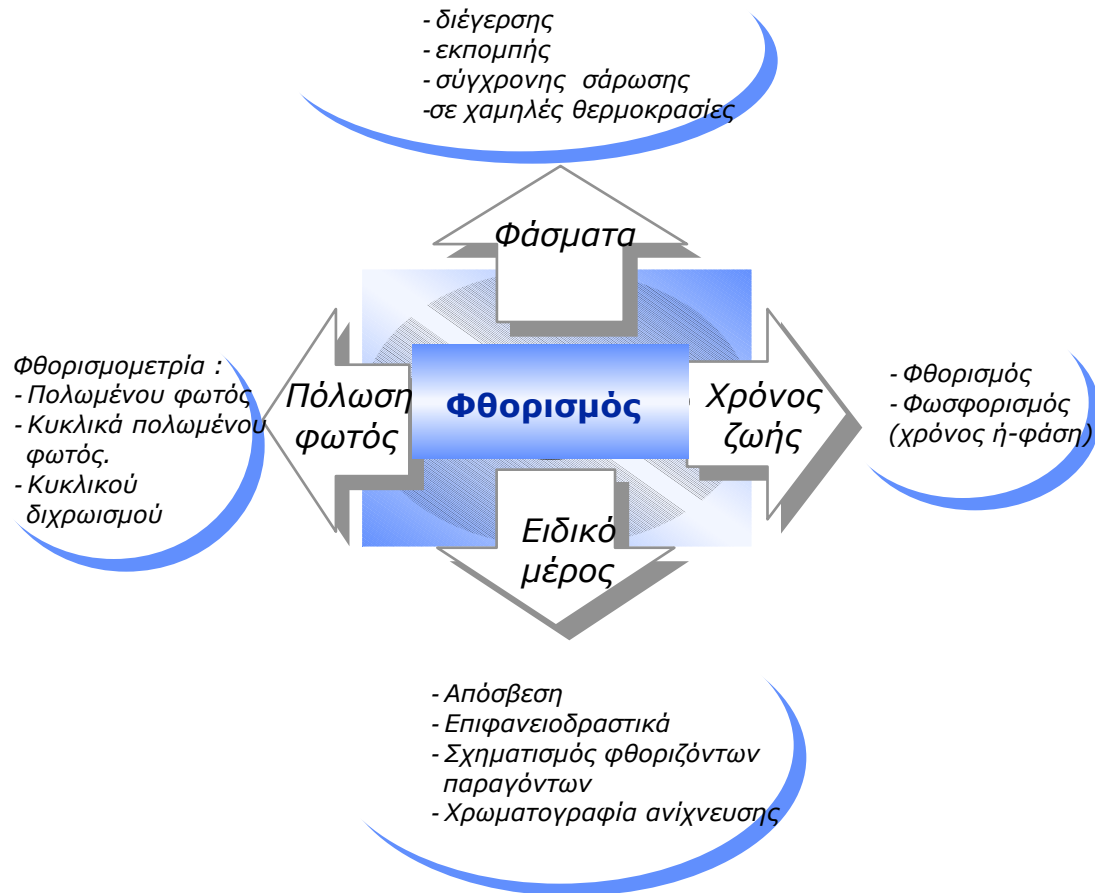 - διέγερσης
- εκπομπής
- σύγχρονης σάρωσης
-σε χαμηλές θερμοκρασίες
Φάσματα
Φθορισμομετρία :
- Πολωμένου φωτός
- Κυκλικά πολωμένου
φωτός.
- Κυκλικού
διχρωισμού
Πόλωση
φωτός
Φθορισμός
Χρόνος
ζωής
- Φθορισμός
- Φωσφορισμός
(χρόνος ή-φάση)
Ειδικό
μέρος
- Απόσβεση
- Επιφανειοδραστικά
- Σχηματισμός φθοριζόντων
παραγόντων
- Χρωματογραφία ανίχνευσης